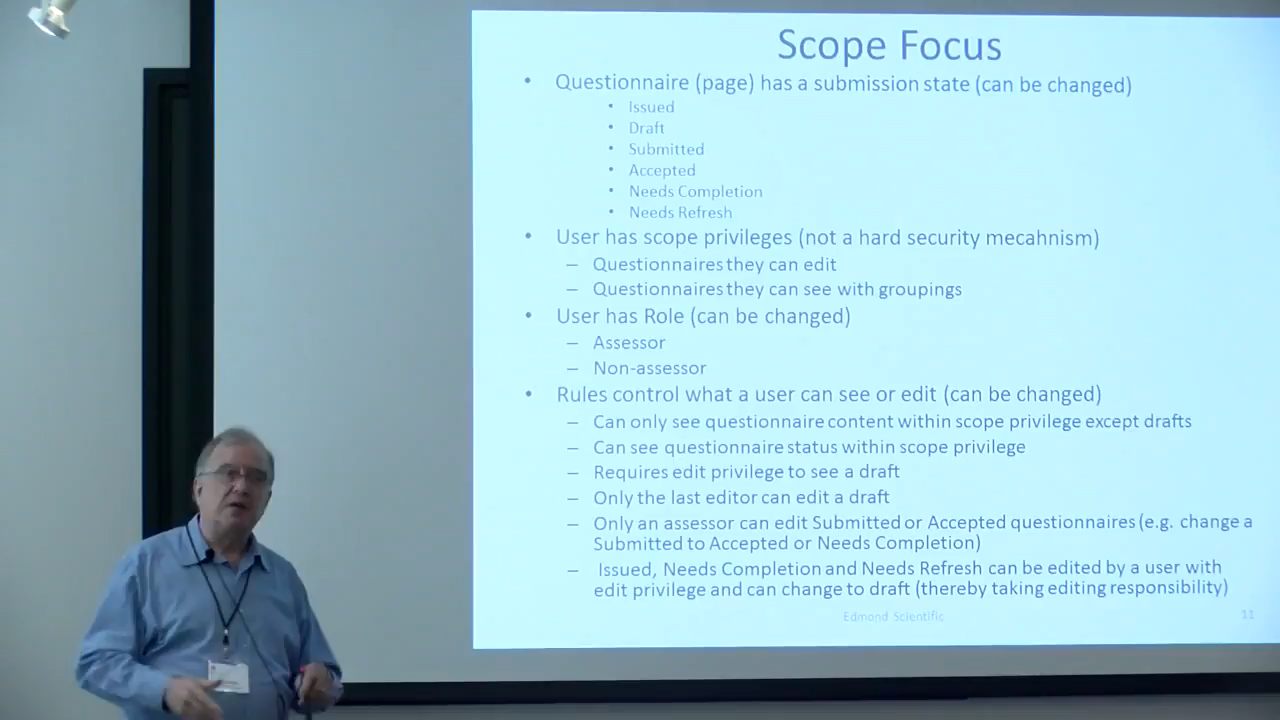 Scope Focus
• Questionnaire (page) has a submission state (can be changed)
• Issued
• Draft
• Submitted
• Accepted
• Needs Completion
• Needs Refresh
• User has scope privileges (not a hard security mecahnism)
– Questionnaires they can edit
– Questionnaires they can see with groupings
• User has Role (can be changed)
– Assessor
– Non-assessor
• Rules control what a user can see or edit (can be changed)
– Can only see questionnaire content within scope privilege except drafts
– Can see questionnaire status within scope privilege
– Requires edit privilege to see a draft
– Only the last editor can edit a draft
– Only an assessor can edit Submitted or Accepted questionnaires (e.g. change a
Submitted to Accepted or Needs Completion)
– Issued, Needs Completion and Needs Refresh can be edited by a user with
edit privilege and can change to draft (thereby taking editing responsibility)
Edmond Scientific
11